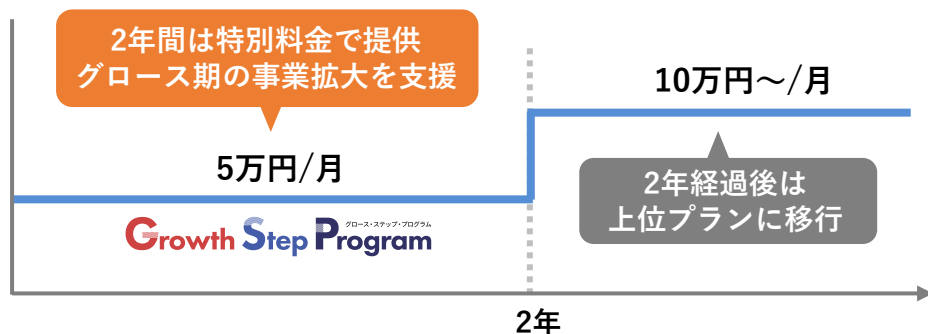 2年間は特別料金で提供
グロース期の事業拡大を支援
10万円～/月
5万円/月
2年経過後は
上位プランに移行
グロース・ステップ・プログラム
Growth Step Program
2年